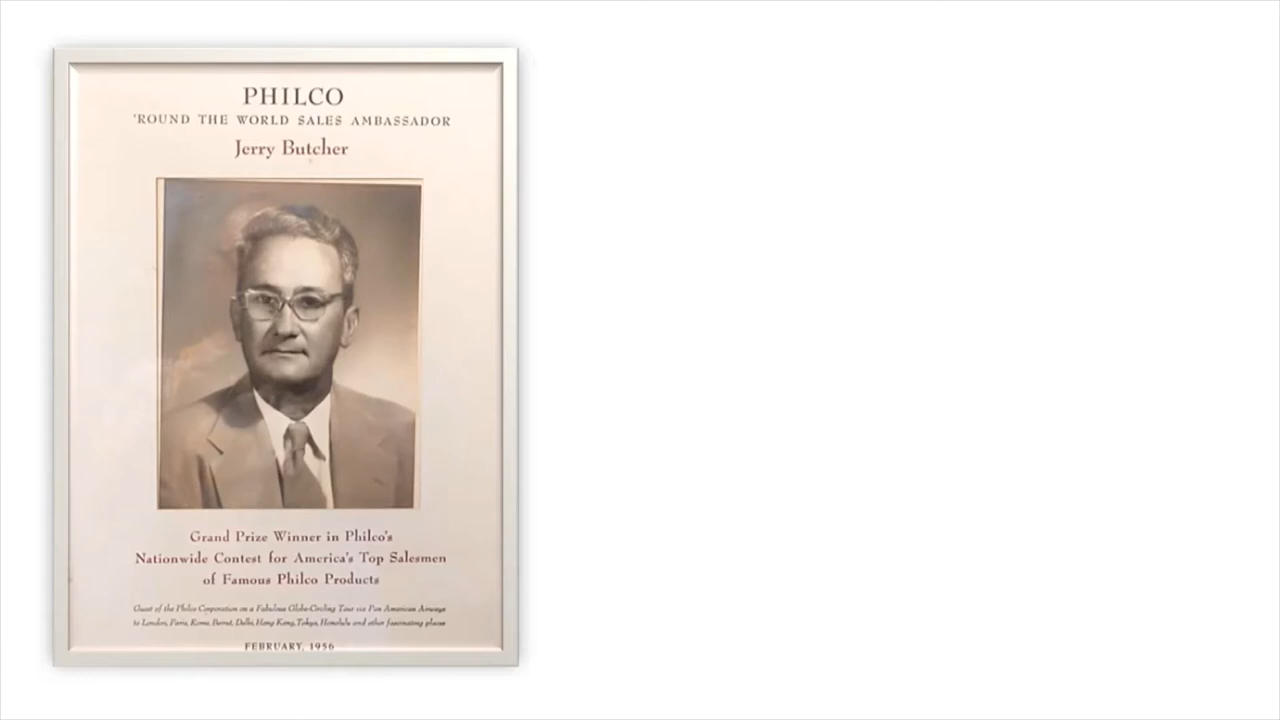 PHILCO
'ROUND THE WORLD SALES AMBASSADOR
Jerry Butcher
Grand Prize Winner in Philco's
Nationwide Contest for America's Top Salesmen
of Famous Philco Products
Guest of the Philco Corporation on a Fabulous Globe-Circling Tour via Pan American Airways
to London, Paris, Rome, Beirut, Delhi, Hong Kong, Tokyo, Honolulu and other fascinating places
FEBRUARY, 1956